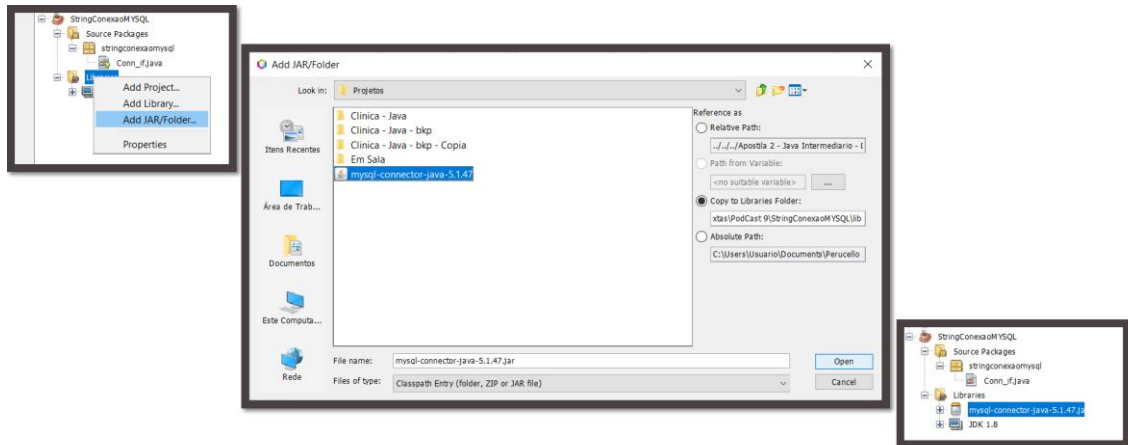 StringConexaoMYSQL
Source Packages
stringconexaomysql
Conn_if.java
Add Project...
Add Library...
Add JAR/Folder...
Properties
Add JAR/Folder
Look in:
Projetos
Itens Recentes
Área de Trab...
Documentos
Este Computa...
Rede
Clinica - Java
Clinica - Java - bkp
Clinica - Java - bkp - Copia
Em Sala
mysql-connector-java-5.1.47
Reference as
Relative Path:
../../../Apostila 2 - Java Intermediario - [
Path from Variable:
<no suitable variable>
...
Copy to Libraries Folder:
xtas\PodCast 9\StringConexaoMYSQL\lib
Absolute Path:
C:\Users\Usuario\Documents\Perucello
File name:
mysql-connector-java-5.1.47.jar
Open
Files of type:
Classpath Entry (folder, ZIP or JAR file)
Cancel
StringConexaoMYSQL
Source Packages
stringconexaomysql
Conn_if.java
Libraries
mysql-connector-java-5.1.47.ja
JDK 1.8